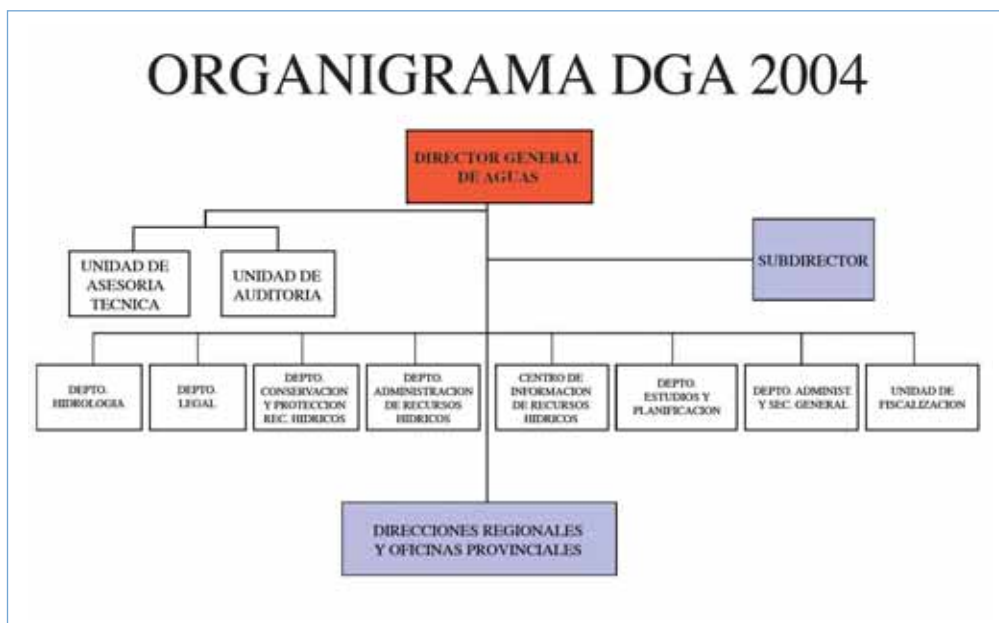 ORGANIGRAMA DGA 2004
DIRECTOR GENERAL
DE AGUAS
SUBDIRECTOR
UNIDAD DE
ASESORIA
TECNICA
UNIDAD DE
AUDITORIA
DEPTO.
HIDROLOGIA
DEPTO.
LEGAL
DEPTO.
CONSERVACION
Y PROTECCION
REC. HIDRICOS
DEPTO.
ADMINISTRACION
DE RECURSOS
HIDRICOS
CENTRO DE
INFORMACION
DE RECURSOS
HIDRICOS
DEPTO.
ESTUDIOS Y
PLANIFICACION
DEPTO. ADMINIST.
Y SEC. GENERAL
UNIDAD DE
FISCALIZACION
DIRECCIONES REGIONALES
Y OFICINAS PROVINCIALES